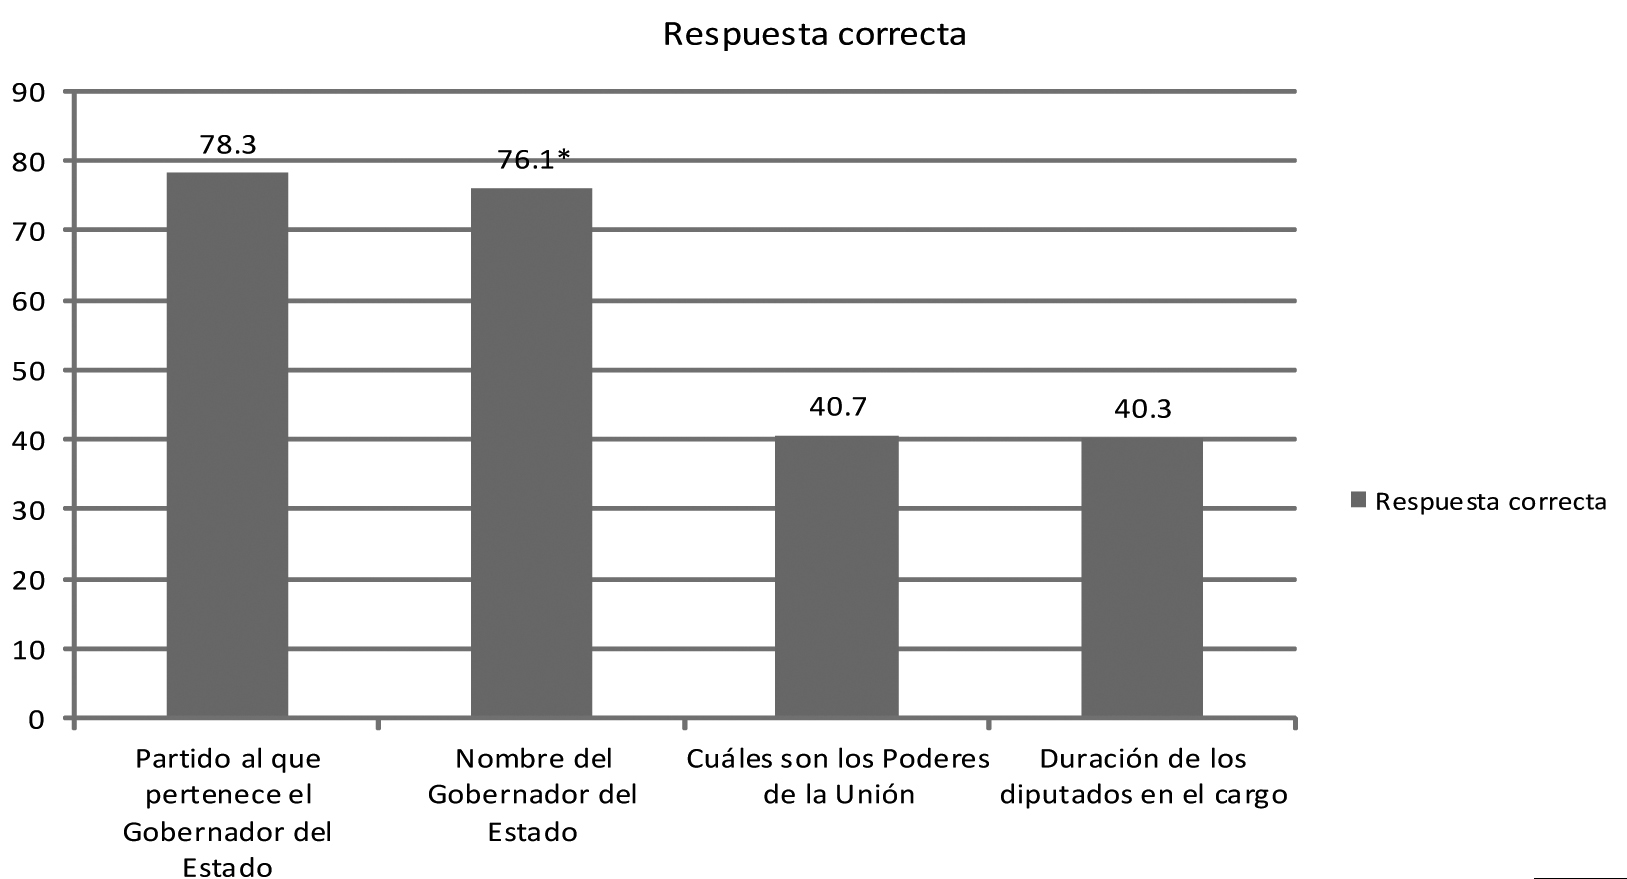 Respuesta correcta
90
80
70
60
50
40
30
20
10
0
78.3
76.1*
40.7
40.3
Partido al que
pertenece el
Gobernador del
Estado
Nombre del
Gobernador del
Estado
Cuáles son los Poderes
de la Unión
Duración de los
diputados en el cargo
Respuesta correcta